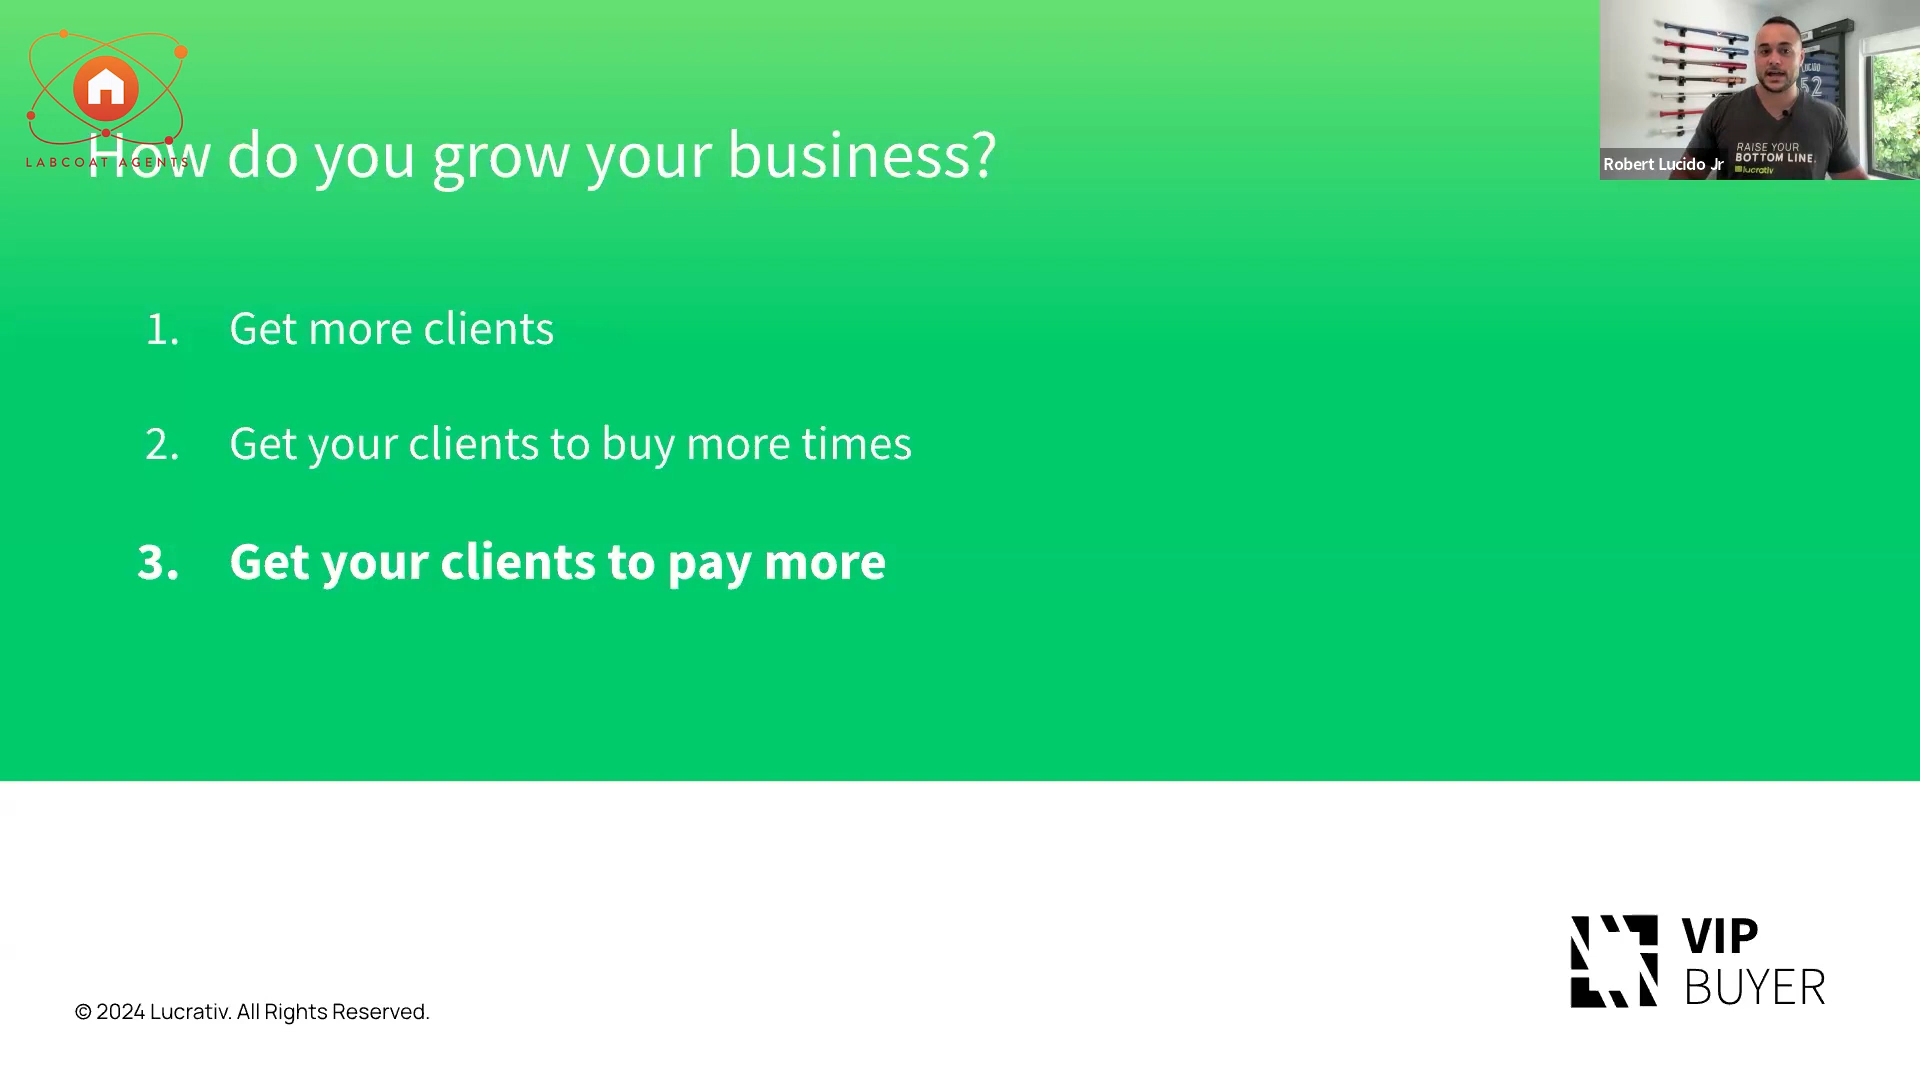 LABCOAT AGENTS
How do you grow your business?
1. Get more clients
2. Get your clients to buy more times
3. Get your clients to pay more
LUCIDO
52
RAISE YOUR
BOTTOM LINE.
lucrativ
Robert Lucido Jr
VIP
BUYER
© 2024 Lucrativ. All Rights Reserved.